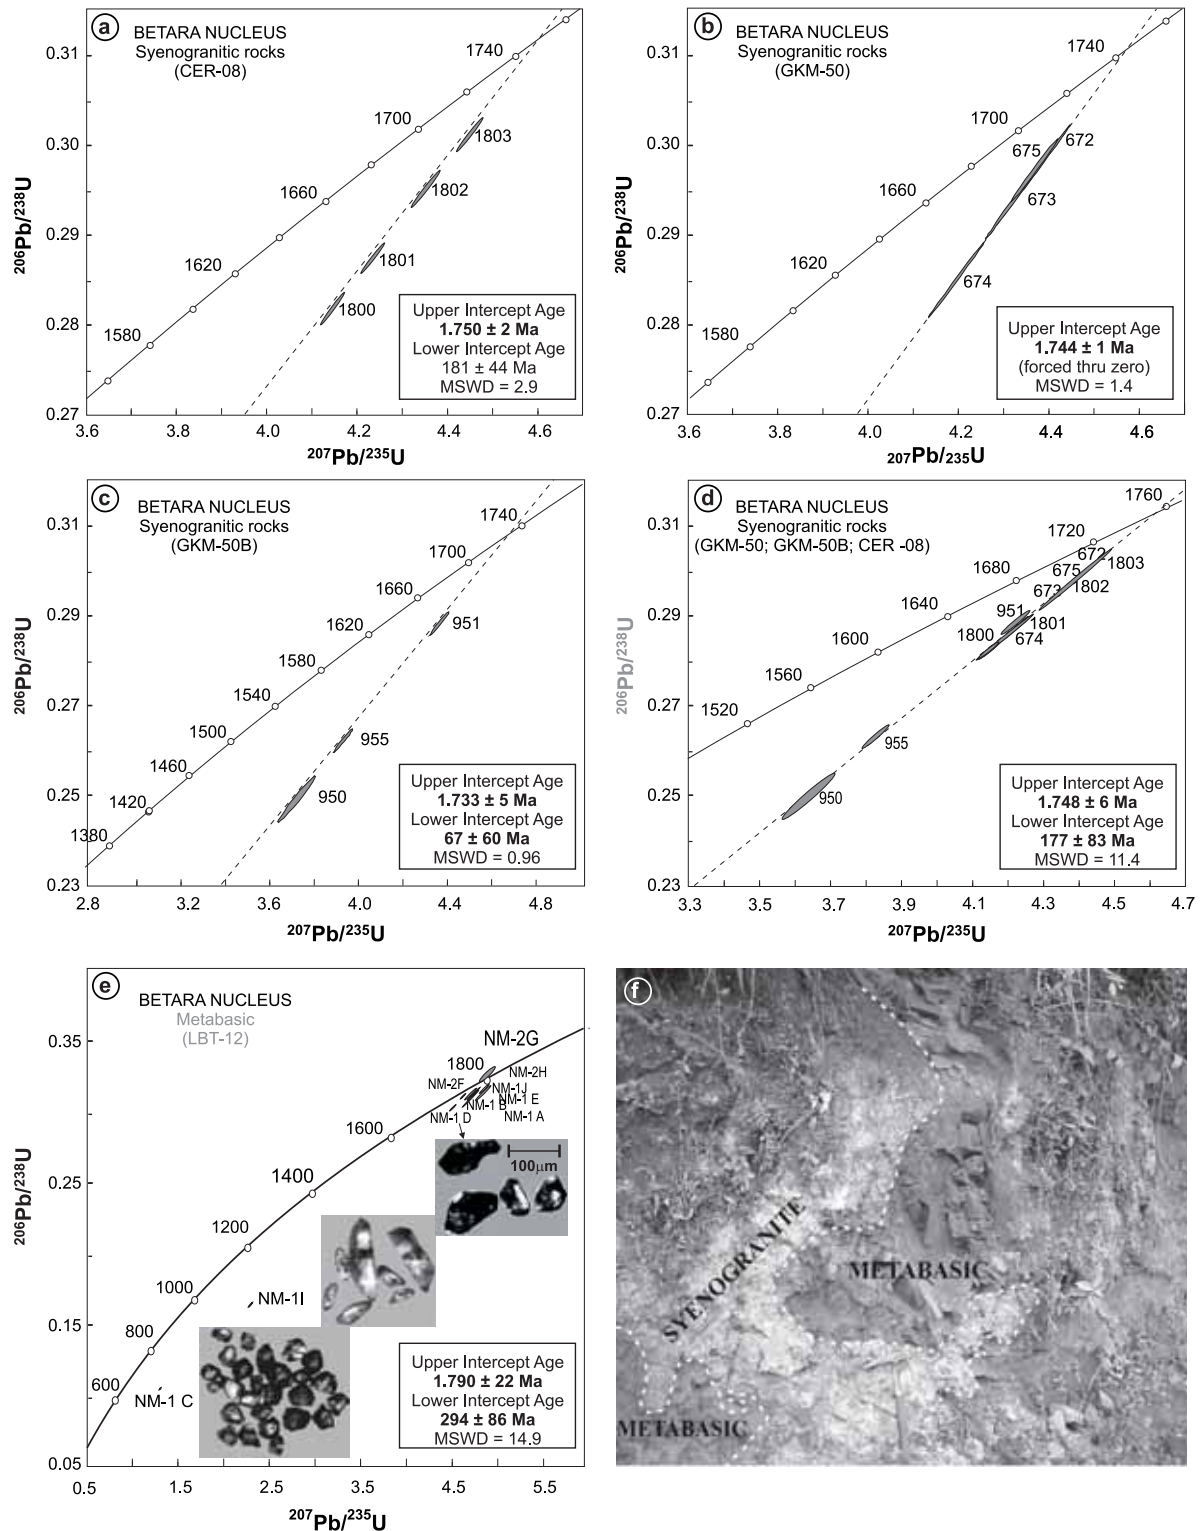 a
BETARA NUCLEUS
Syenogranitic rocks
(CER-08)
206Pb/238U
0.31
0.30
0.29
0.28
0.27
1740
1700
1660
1620
1580
1803
1802
1801
1800
Upper Intercept Age
1.750 ± 2 Ma
Lower Intercept Age
181 ± 44 Ma
MSWD = 2.9
3.6 3.8 4.0 4.2 4.4 4.6
207Pb/235U
b
BETARA NUCLEUS
Syenogranitic rocks
(GKM-50)
206Pb/238U
0.31
0.30
0.29
0.28
0.27
1740
1700
1660
1620
1580
675
672
673
674
Upper Intercept Age
1.744 ± 1 Ma
(forced thru zero)
MSWD = 1.4
3.6 3.8 4.0 4.2 4.4 4.6
207Pb/235U
c
BETARA NUCLEUS
Syenogranitic rocks
(GKM-50B)
206Pb/238U
0.31
0.29
0.27
0.25
0.23
1740
1700
1660
1620
1580
1540
1500
1460
1420
1380
951
955
950
Upper Intercept Age
1.733 ± 5 Ma
Lower Intercept Age
67 ± 60 Ma
MSWD = 0.96
2.8 3.2 3.6 4.0 4.4 4.8
207Pb/235U
d
BETARA NUCLEUS
Syenogranitic rocks
(GKM-50; GKM-50B; CER -08)
206Pb/238U
0.31
0.29
0.27
0.25
0.23
1760
1720
1680
1640
1600
1560
1520
672
675
1803
1802
673
951
1801
1800
674
955
950
Upper Intercept Age
1.748 ± 6 Ma
Lower Intercept Age
177 ± 83 Ma
MSWD = 11.4
3.3 3.5 3.7 3.9 4.1 4.3 4.5 4.7
207Pb/235U
e
BETARA NUCLEUS
Metabasic
(LBT-12)
206Pb/238U
0.35
0.25
0.15
0.05
NM-2G
1800
NM-2H
NM-2F
NM-1J
NM-1 B
NM-1 E
NM-1 D
NM-1 A
1600
1400
1200
1000
800
600
100µm
NM-1I
NM-1 C
Upper Intercept Age
1.790 ± 22 Ma
Lower Intercept Age
294 ± 86 Ma
MSWD = 14.9
0.5 1.5 2.5 3.5 4.5 5.5
207Pb/235U
f
SYENOGRANITE
METABASIC
METABASIC